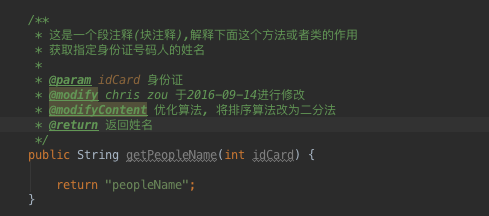 /**
 * 这是一个段注释(块注释),解释下面这个方法或者类的作用
 * 获取指定身份证号码人的姓名
 *
 * @param idCard 身份证
 * @modify chris_zou 于2016-09-14进行修改
 * @modifyContent 优化算法, 将排序算法改为二分法
 * @return 返回姓名
 */
public String getPeopleName(int idCard) {
    return "peopleName";
}